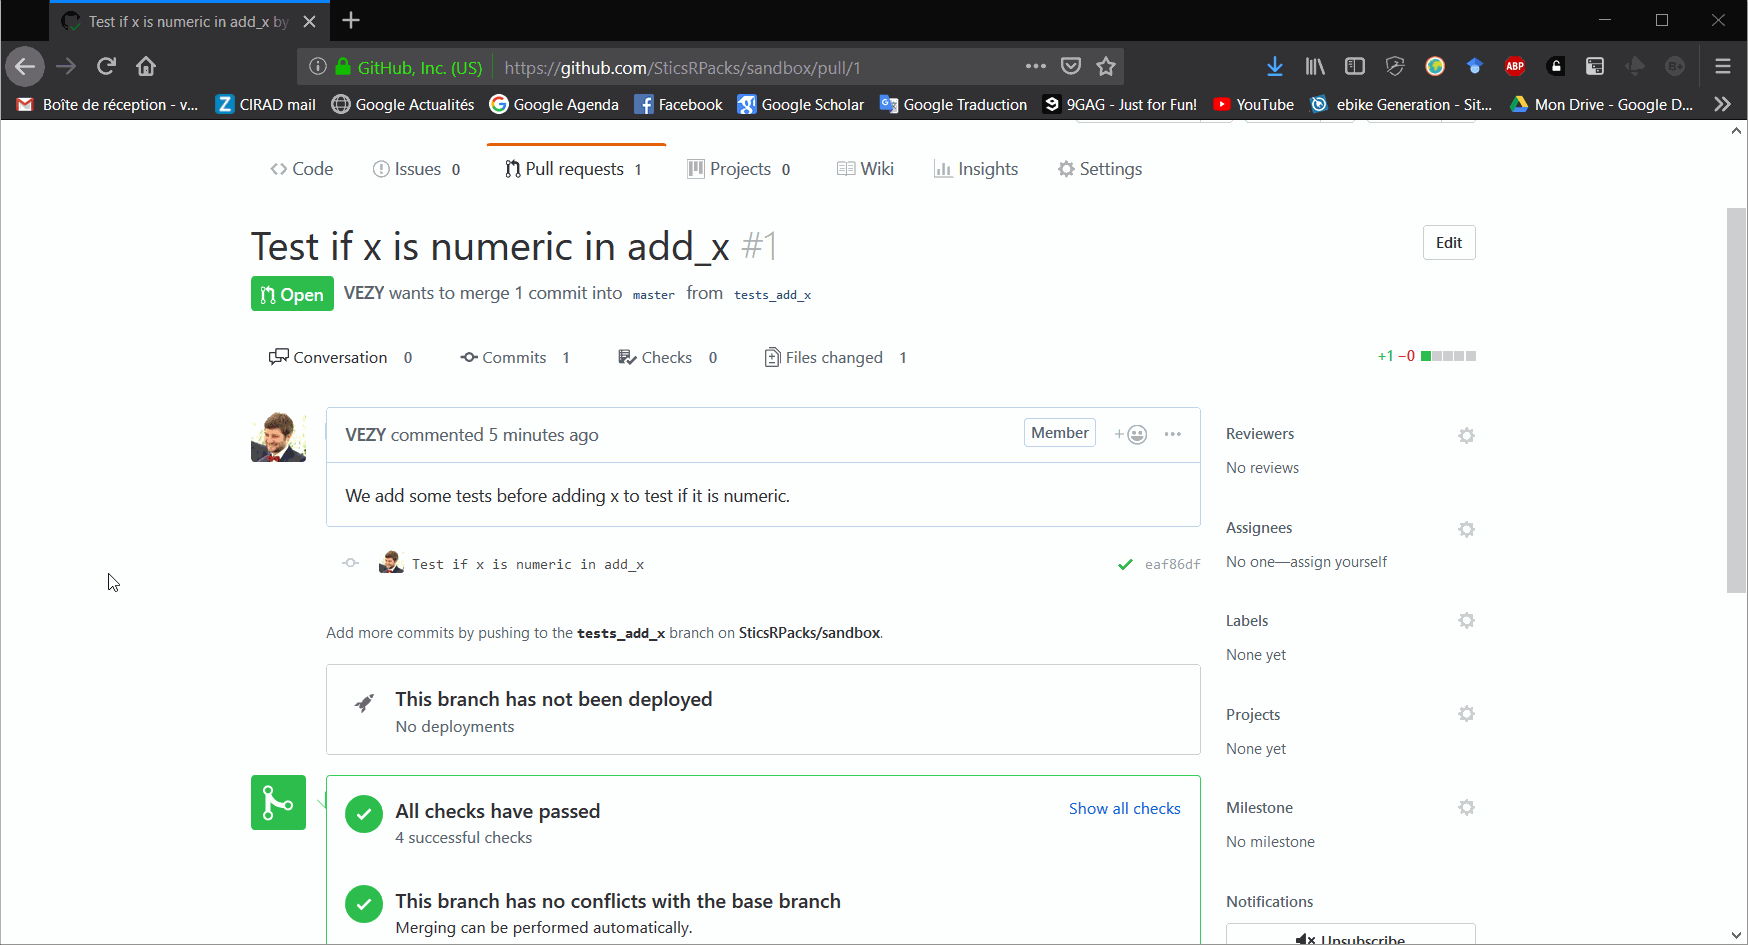 Test if x is numeric in add_x by
GitHub, Inc. (US) https://github.com/SticsRPacks/sandbox/pull/1
ABP
Boîte de réception - v... CIRAD mail Google Actualités Google Agenda Facebook Google Scholar Google Traduction 9GAG - Just for Fun! YouTube ebike Generation - Sit... Mon Drive - Google D...
Code Issues 0 Pull requests 1 Projects 0 Wiki Insights Settings
Test if x is numeric in add_x #1
Edit
Open VEZY wants to merge 1 commit into master from tests_add_x
Conversation 0 Commits 1 Checks 0 Files changed 1
+1 −0
VEZY commented 5 minutes ago
Member
We add some tests before adding x to test if it is numeric.
Test if x is numeric in add_x
eaf86df
Add more commits by pushing to the tests_add_x branch on SticsRPacks/sandbox.
This branch has not been deployed
No deployments
All checks have passed
4 successful checks
Show all checks
This branch has no conflicts with the base branch
Merging can be performed automatically.
Reviewers
No reviews
Assignees
No one—assign yourself
Labels
None yet
Projects
None yet
Milestone
No milestone
Notifications
Unsubscribe